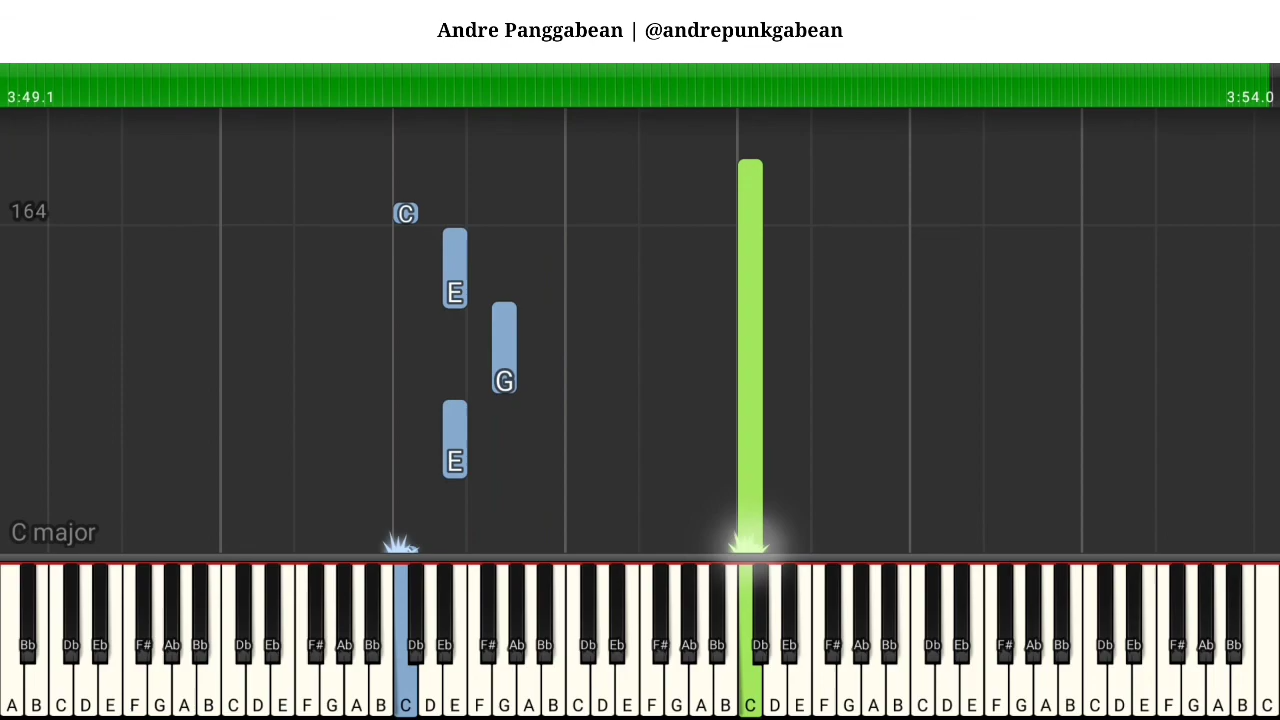 Andre Panggabean | @andrepunkgabean
3:49.1 3:54.0
C
164
E
G
E
C major
Bb Db Eb F# Ab Bb Db Eb F# Ab Bb Db Eb F# Ab Bb Db Eb F# Ab Bb Db Eb F# Ab Bb Db Eb F# Ab Bb Db Eb F# Ab Bb
A B C D E F G A B C D E F G A B C D E F G A B C D E F G A B C D E F G A B C D E F G A B C D E F G A B C